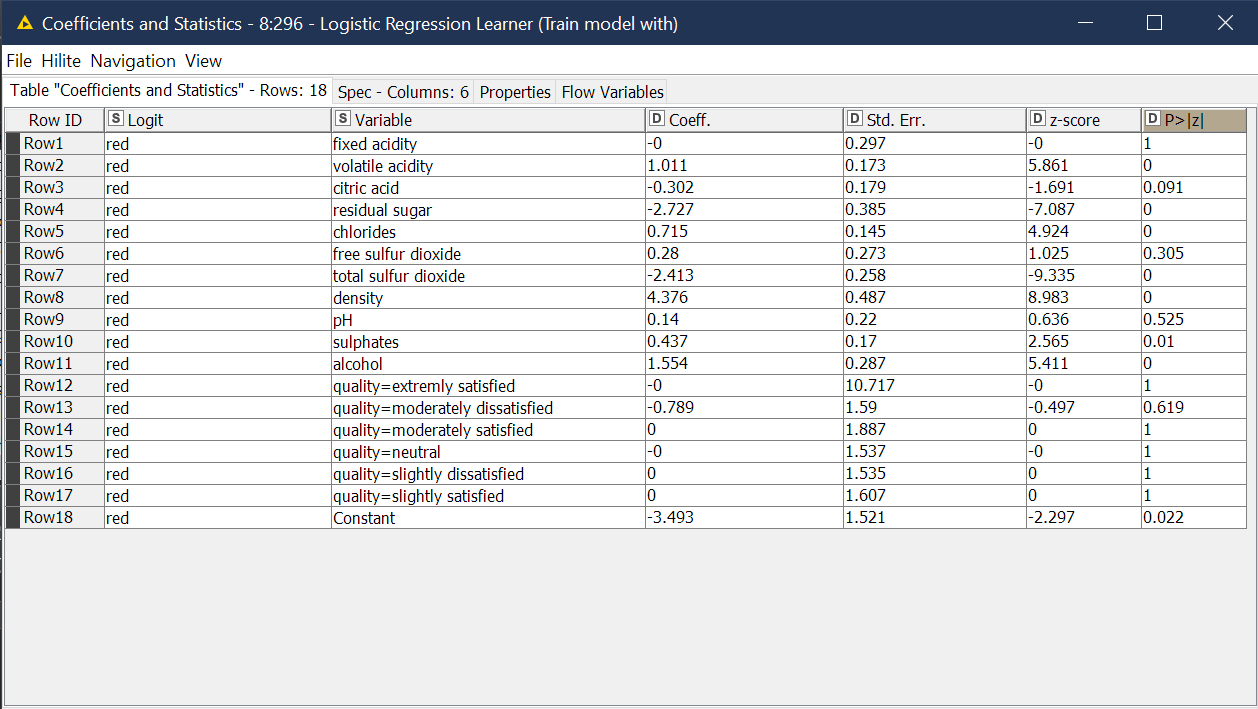 Coefficients and Statistics - 8:296 - Logistic Regression Learner (Train model with)
File Hilite Navigation View
Table "Coefficients and Statistics" - Rows: 18 Spec - Columns: 6 Properties Flow Variables
Row ID S Logit S Variable D Coeff. D Std. Err. D z-score D P>|z|
Row1 red fixed acidity -0 0.297 -0 1
Row2 red volatile acidity 1.011 0.173 5.861 0
Row3 red citric acid -0.302 0.179 -1.691 0.091
Row4 red residual sugar -2.727 0.385 -7.087 0
Row5 red chlorides 0.715 0.145 4.924 0
Row6 red free sulfur dioxide 0.28 0.273 1.025 0.305
Row7 red total sulfur dioxide -2.413 0.258 -9.335 0
Row8 red density 4.376 0.487 8.983 0
Row9 red pH 0.14 0.22 0.636 0.525
Row10 red sulphates 0.437 0.17 2.565 0.01
Row11 red alcohol 1.554 0.287 5.411 0
Row12 red quality=extremly satisfied -0 10.717 -0 1
Row13 red quality=moderately dissatisfied -0.789 1.59 -0.497 0.619
Row14 red quality=moderately satisfied 0 1.887 0 1
Row15 red quality=neutral -0 1.537 -0 1
Row16 red quality=slightly dissatisfied 0 1.535 0 1
Row17 red quality=slightly satisfied 0 1.607 0 1
Row18 red Constant -3.493 1.521 -2.297 0.022